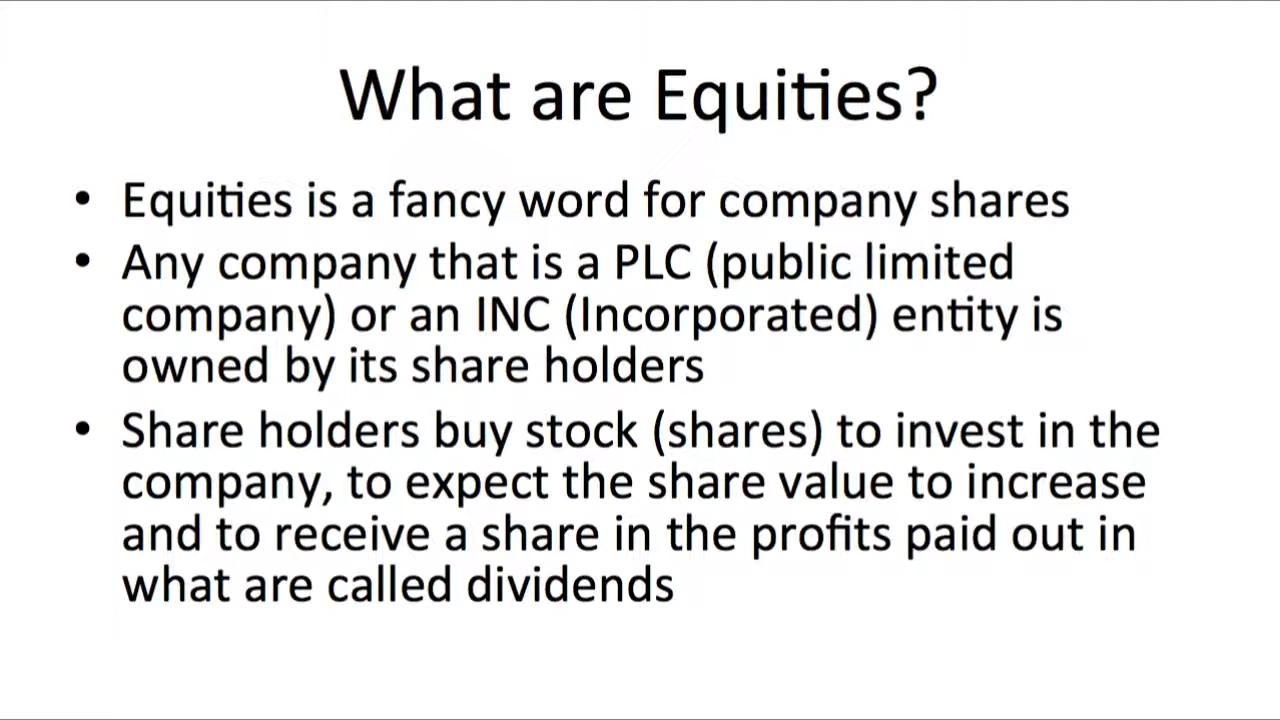 What are Equities?
• Equities is a fancy word for company shares
• Any company that is a PLC (public limited
company) or an INC (Incorporated) entity is
owned by its share holders
• Share holders buy stock (shares) to invest in the
company, to expect the share value to increase
and to receive a share in the profits paid out in
what are called dividends